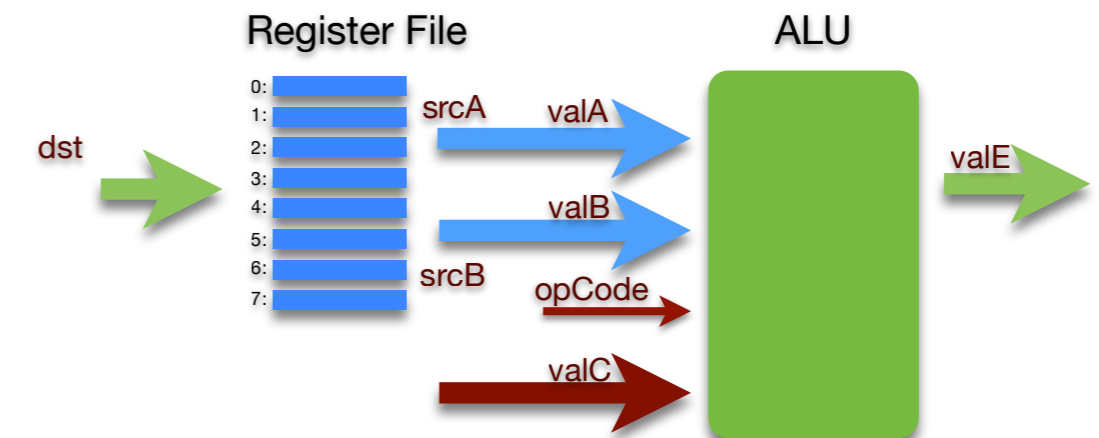 Register File
ALU
0:
1:
2:
3:
4:
5:
6:
7:
dst
srcA
valA
valB
srcB
opCode
valC
valE